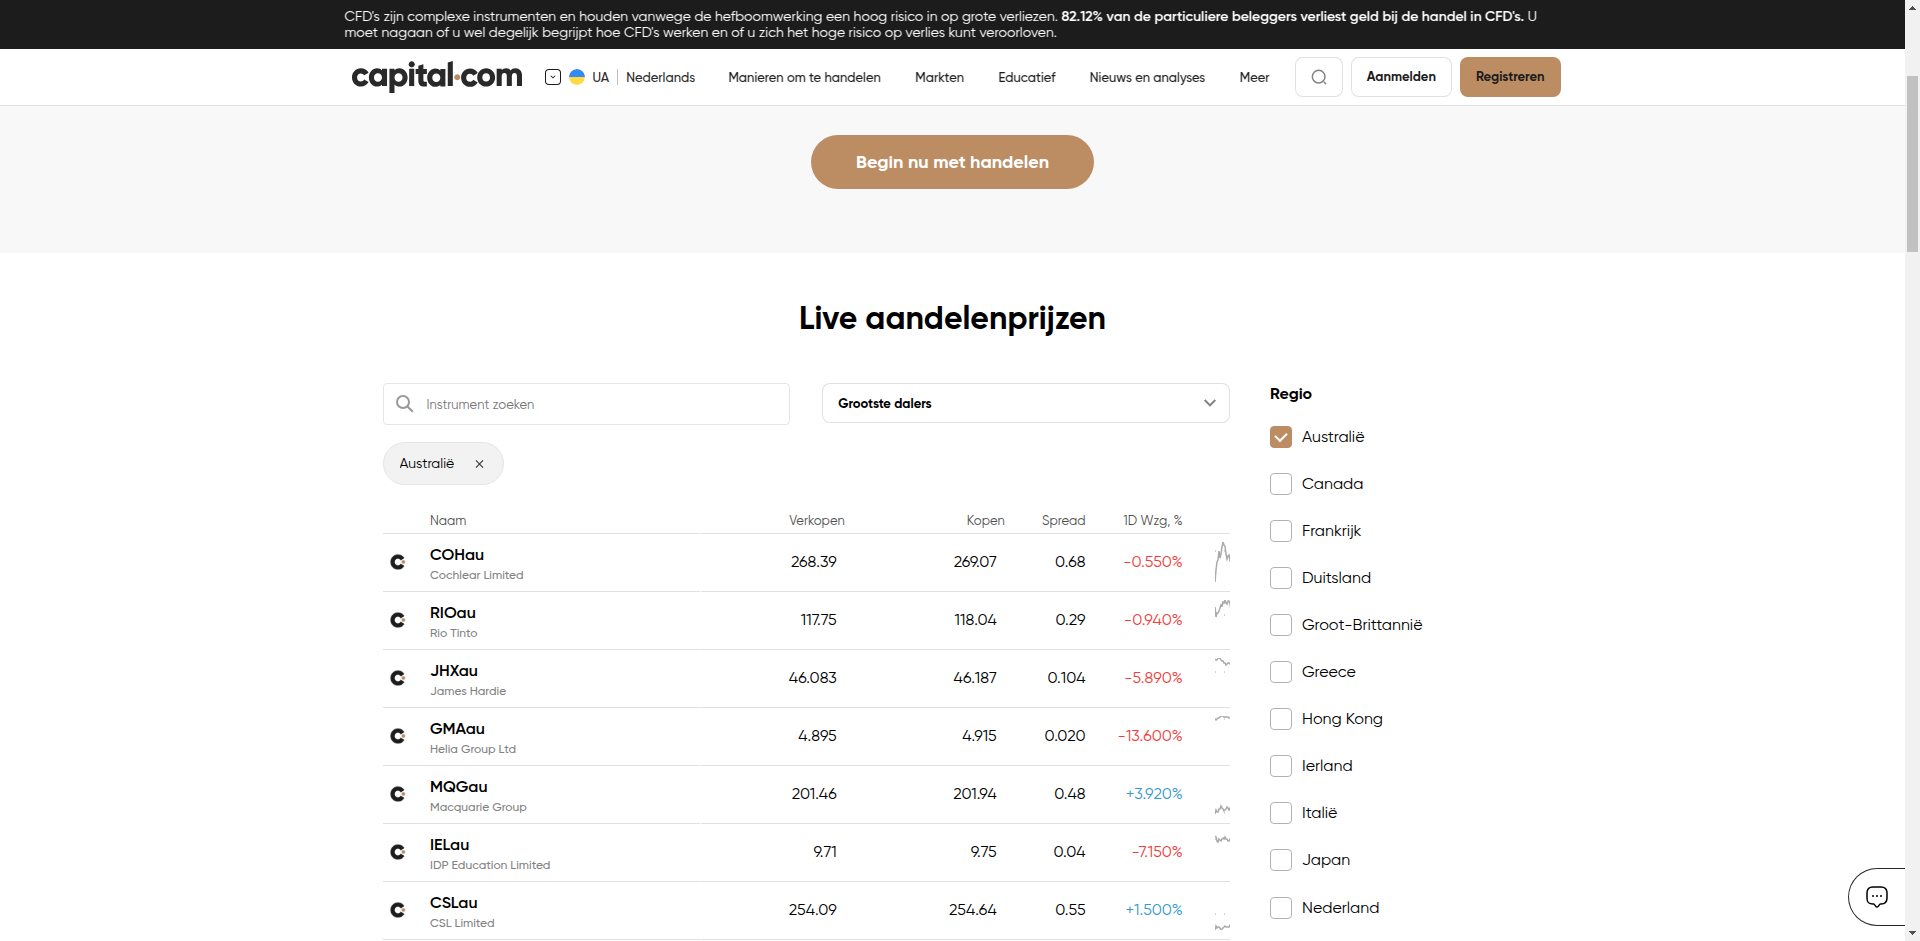 CFD's zijn complexe instrumenten en houden vanwege de hefboomwerking een hoog risico in op grote verliezen. 82.12% van de particuliere beleggers verliest geld bij de handel in CFD's. U
moet nagaan of u wel degelijk begrijpt hoe CFD's werken en of u zich het hoge risico op verlies kunt veroorloven.
capital.com UA Nederlands Manieren om te handelen Markten Educatief Nieuws en analyses Meer Aanmelden Registreren
Begin nu met handelen
Live aandelenprijzen
Instrument zoeken
Grootste dalers
Australië
Naam Verkopen Kopen Spread 1D Wzg, %
COHau 268.39 269.07 0.68 -0.550%
Cochlear Limited
RIOau 117.75 118.04 0.29 -0.940%
Rio Tinto
JHXau 46.083 46.187 0.104 -5.890%
James Hardie
GMAau 4.895 4.915 0.020 -13.600%
Helia Group Ltd
MQGau 201.46 201.94 0.48 +3.920%
Macquarie Group
IELau 9.71 9.75 0.04 -7.150%
IDP Education Limited
CSLau 254.09 254.64 0.55 +1.500%
CSL Limited
Regio
Australië
Canada
Frankrijk
Duitsland
Groot-Brittannië
Greece
Hong Kong
Ierland
Italië
Japan
Nederland